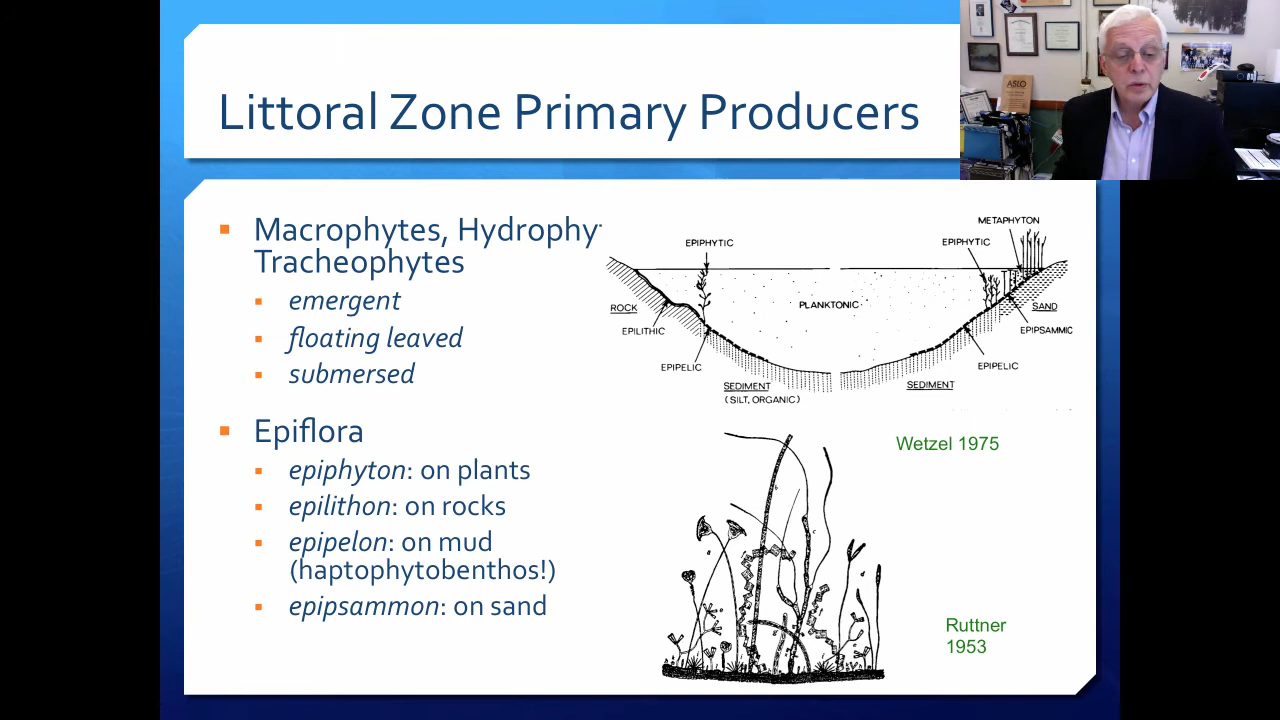 ASLO
Littoral Zone Primary Producers
Macrophytes, Hydrophy
Tracheophytes
emergent
floating leaved
submersed
Epiflora
epiphyton: on plants
epilithon: on rocks
epipelon: on mud
(haptophytobenthos!)
epipsammon: on sand
METAPHYTON
EPIPHYTIC
EPIPHYTIC
PLANKTONIC
ROCK
SAND
EPILITHIC
EPIPSAMMIC
EPIPELIC
EPIPELIC
SEDIMENT
(SILT, ORGANIC)
SEDIMENT
Wetzel 1975
Ruttner
1953